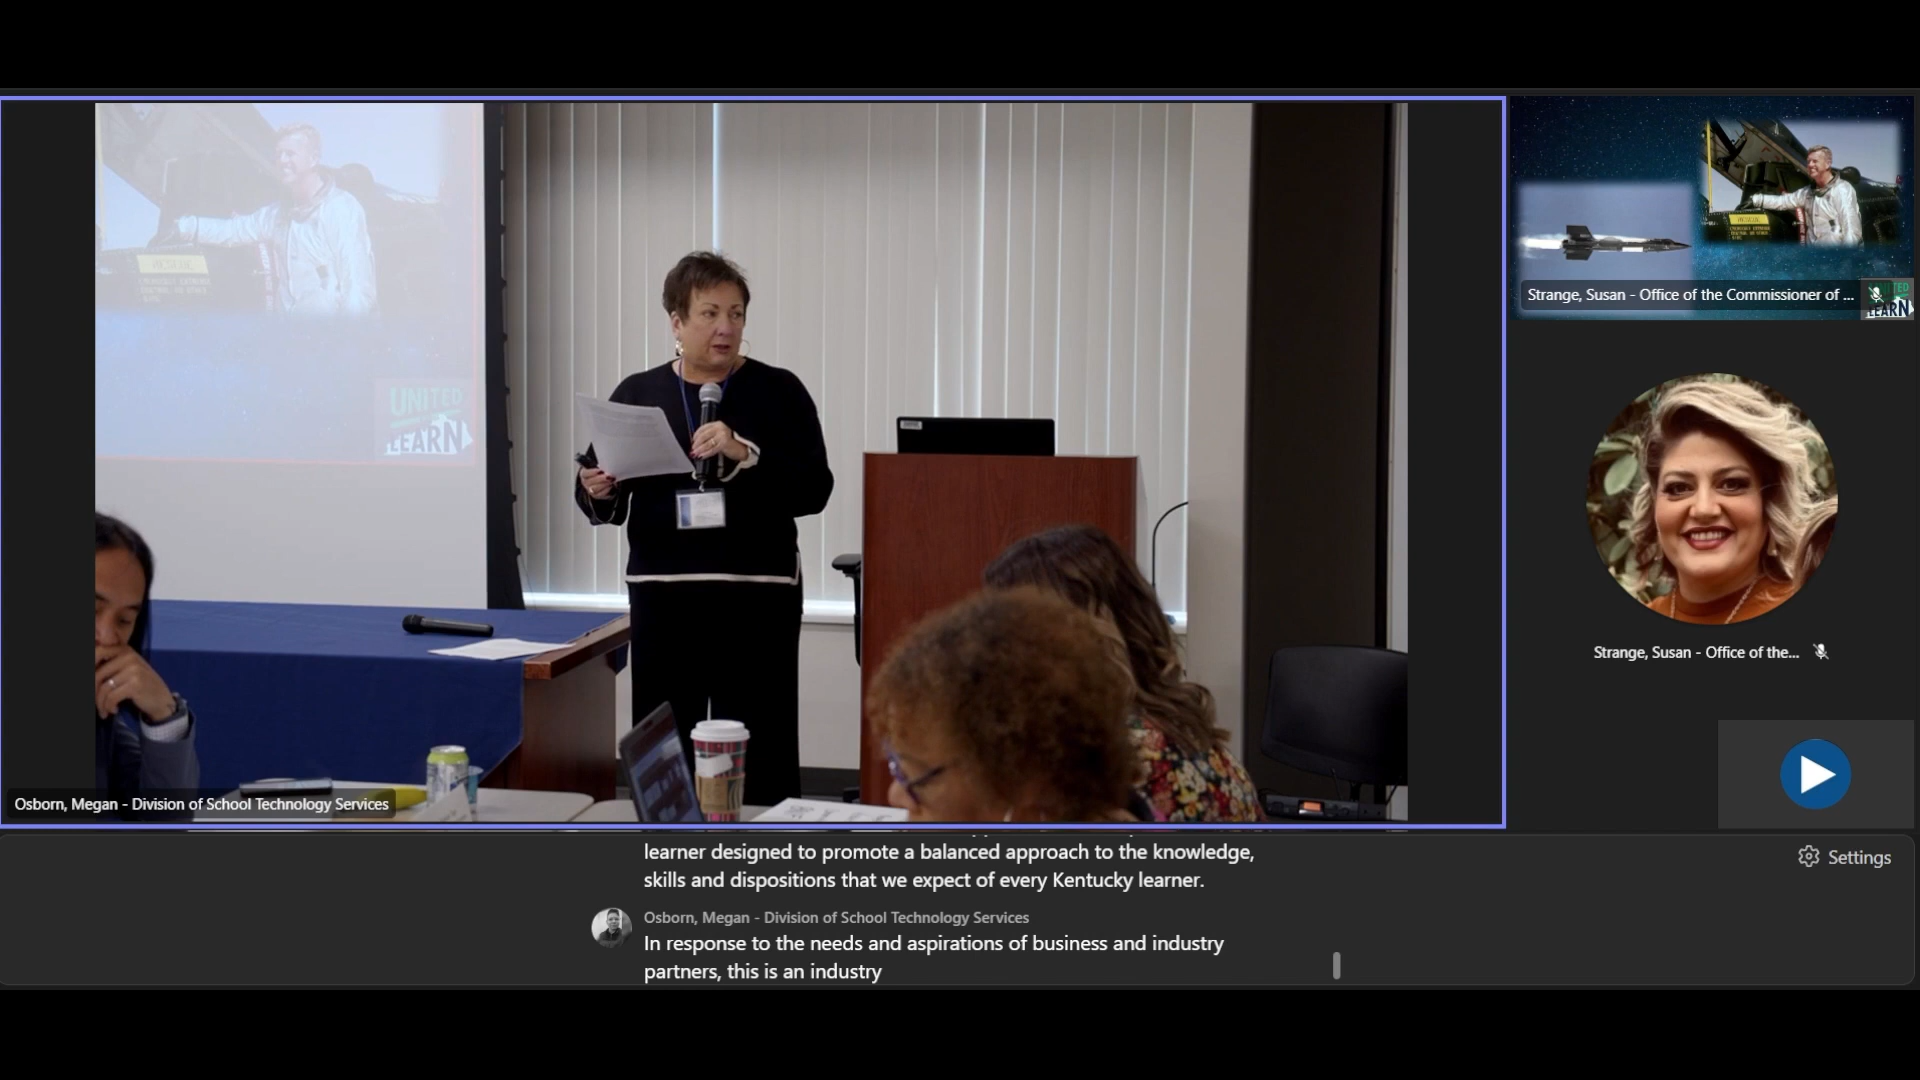 UNITED
LEARN
Strange, Susan - Office of the Commissioner of ...
UNITED
LEARN
Strange, Susan - Office of the...
Osborn, Megan - Division of School Technology Services
learner designed to promote a balanced approach to the knowledge,
skills and dispositions that we expect of every Kentucky learner.
Settings
Osborn, Megan - Division of School Technology Services
In response to the needs and aspirations of business and industry
partners, this is an industry